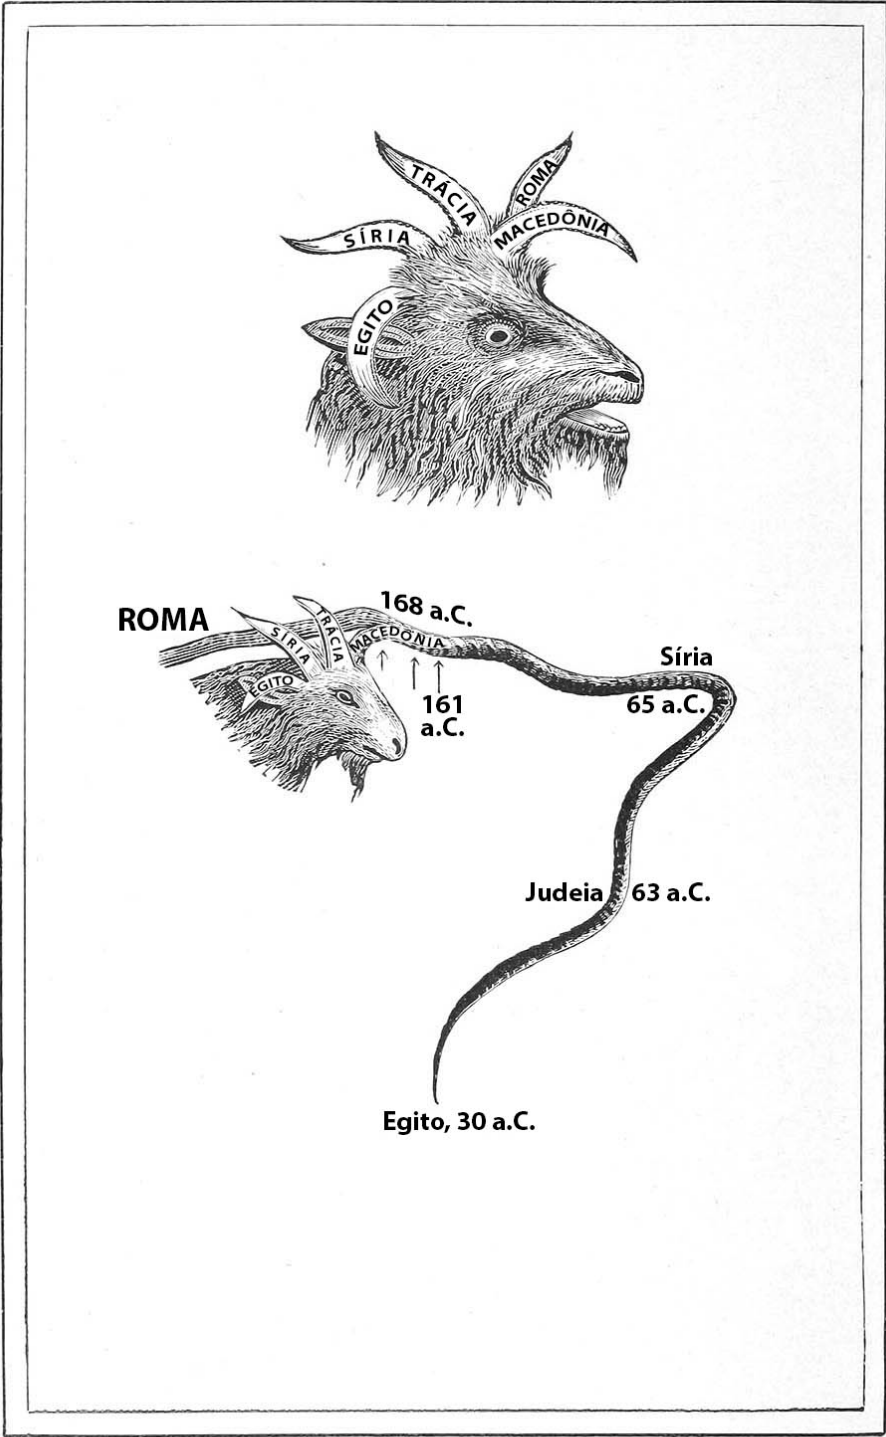 TRÁCIA
ROMA
SÍRIA
MACEDÔNIA
EGITO
ROMA
168 a.C.
TRÁCIA
SÍRIA
MACEDÔNIA
EGITO
161
a.C.
Síria
65 a.C.
Judeia 63 a.C.
Egito, 30 a.C.